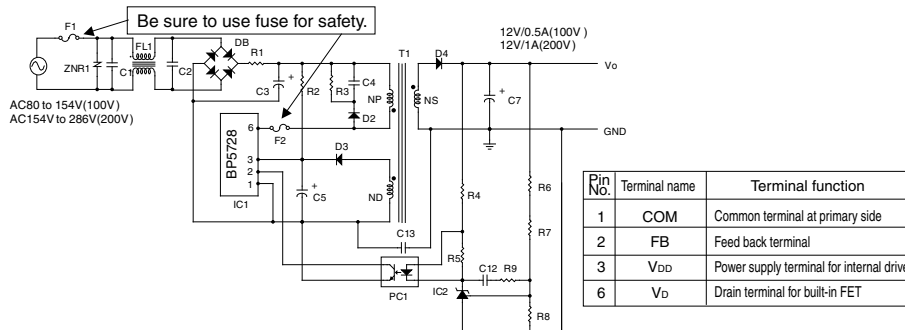 Be sure to use fuse for safety.
F1
FL1
DB
R1
ZNR1
C1
C2
C3
+
R2
R3
C4
D2
NP
T1
NS
D4
12V/0.5A(100V)
12V/1A(200V)
Vo
+
C7
GND
AC80 to 154V(100V)
AC154V to 286V(200V)
BP5728
6
3
2
1
IC1
F2
D3
ND
+
C5
C13
PC1
R4
R5
C12
R9
IC2
R6
R7
R8
Pin No. Terminal name Terminal function
1 COM Common terminal at primary side
2 FB Feed back terminal
3 VDD Power supply terminal for internal drive
6 VD Drain terminal for built-in FET